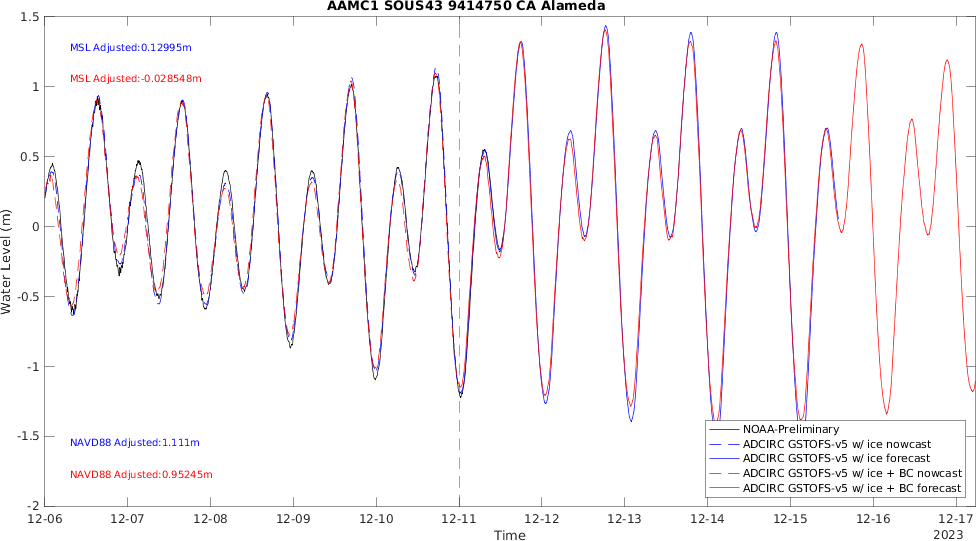 AAMC1 SOUS43 9414750 CA Alameda
MSL Adjusted:0.12995m
MSL Adjusted:-0.028548m
NAVD88 Adjusted:1.111m
NAVD88 Adjusted:0.95245m
Water Level (m)
1.5
1
0.5
0
-0.5
-1
-1.5
-2
NOAA-Preliminary
ADCIRC GSTOFS-v5 w/ ice nowcast
ADCIRC GSTOFS-v5 w/ ice forecast
ADCIRC GSTOFS-v5 w/ ice + BC nowcast
ADCIRC GSTOFS-v5 w/ ice + BC forecast
12-06 12-07 12-08 12-09 12-10 12-11 12-12 12-13 12-14 12-15 12-16 12-17
Time
2023